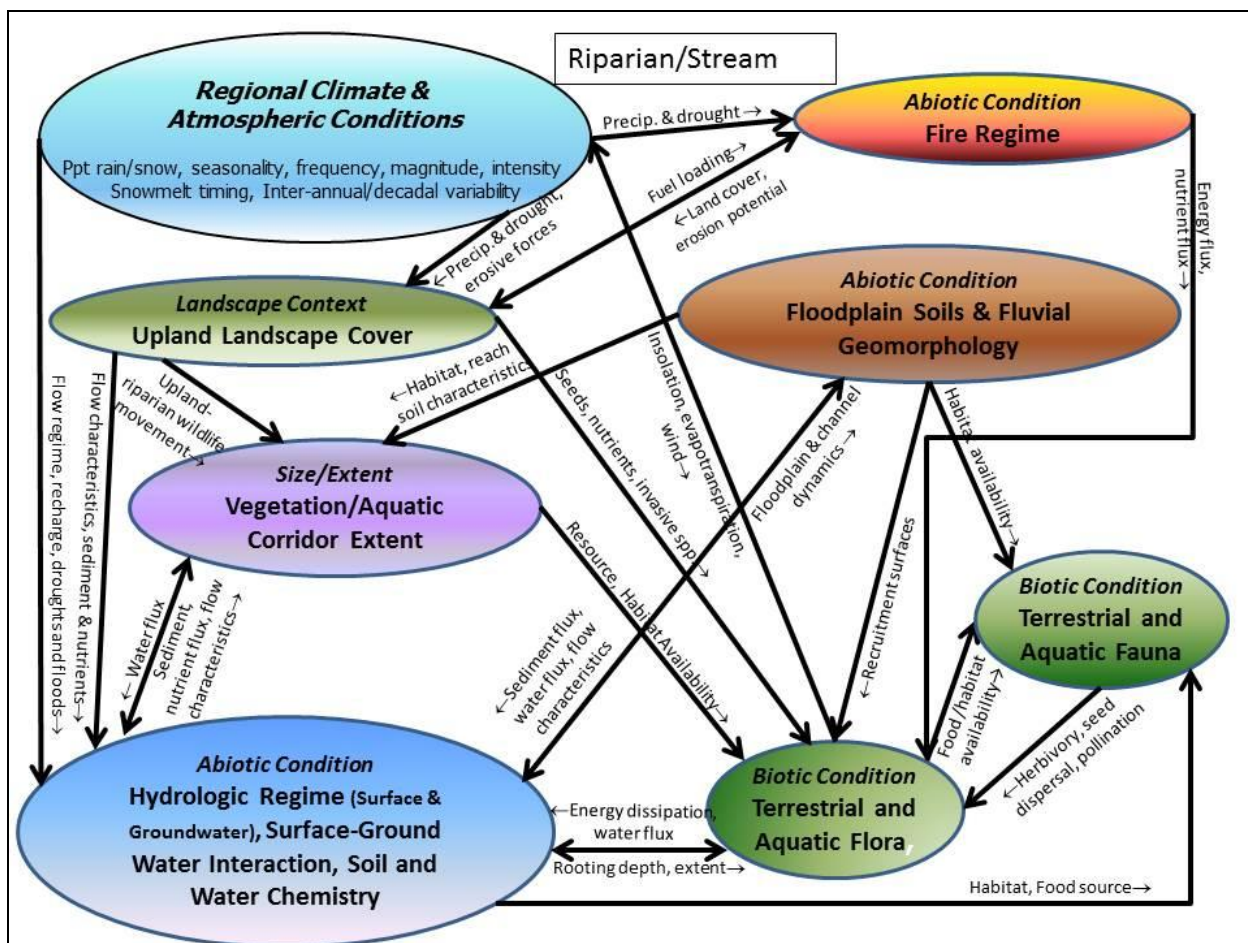 Riparian/Stream
Regional Climate &
Atmospheric Conditions
Ppt rain/snow, seasonality, frequency, magnitude, intensity
Snowmelt timing, Inter-annual/decadal variability
Abiotic Condition
Fire Regime
Precip. & drought→
Fuel loading→
←Land cover,
erosion potential
Energy flux,
nutrient flux→
←Precip.& drought,
erosive forces
Landscape Context
Upland Landscape Cover
Abiotic Condition
Floodplain Soils & Fluvial
Geomorphology
Upland-
riparian wildlife
movement→
←Habitat, reach
soil characteristics
Insolation, evapotranspiration,
wind→
Seeds, nutrients, invasive spp→
Floodplain & channel
dynamics→
Habitat availability→
Flow regime, recharge, droughts and floods→
Flow characteristics, sediment & nutrients→
Size/Extent
Vegetation/Aquatic
Corridor Extent
Resource, Habitat Availability→
←Recruitment surfaces
Biotic Condition
Terrestrial and
Aquatic Fauna
← Water flux
Sediment,
nutrient flux, flow
characteristics→
←Sediment flux,
water flux, flow
characteristics
Food /habitat
availability→
←Herbivory, seed
dispersal, pollination
Abiotic Condition
Hydrologic Regime (Surface &
Groundwater), Surface-Ground
Water Interaction, Soil and
Water Chemistry
←Energy dissipation,
water flux
Rooting depth, extent→
Biotic Condition
Terrestrial and
Aquatic Flora,
Habitat, Food source→